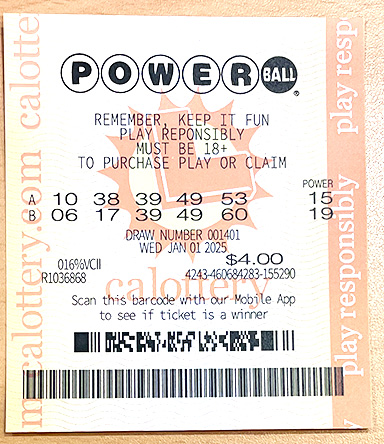 POWERBALL®
REMEMBER, KEEP IT FUN
PLAY REPONSIBLY
MUST BE 18+
TO PURCHASE PLAY OR CLAIM
POWER
A 10 38 39 49 53 15
B 06 17 39 49 60 19
DRAW NUMBER 001401
WED JAN 01 2025
016%VCII $4.00
R1036868 4243-460684283-155290
calottery
Scan this barcode with our Mobile App
to see if ticket is a winner
calottery.com calotte
play responsibly play resp